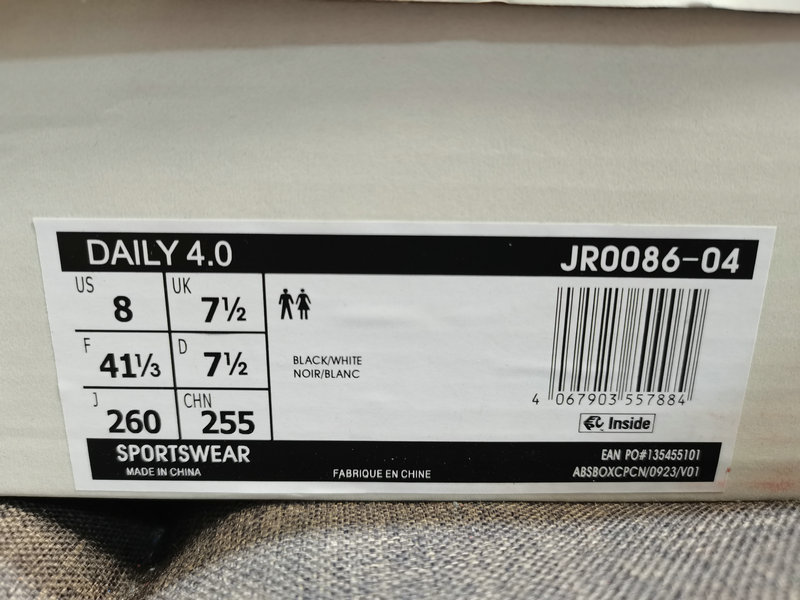 DAILY 4.0 JR0086-04
US 8 UK 7½
F 41⅓ D 7½
J 260 CHN 255
BLACK/WHITE
NOIR/BLANC
4 067903 557884
Inside
SPORTSWEAR EAN PO#135455101
MADE IN CHINA FABRIQUE EN CHINE ABSBOXCPCN/0923/V01